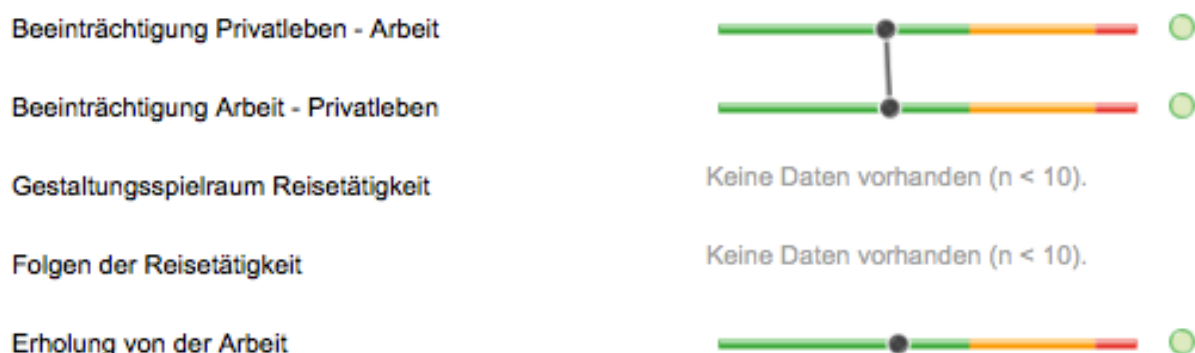 Beeinträchtigung Privatleben - Arbeit
Beeinträchtigung Arbeit - Privatleben
Gestaltungsspielraum Reisetätigkeit
Keine Daten vorhanden (n < 10).
Folgen der Reisetätigkeit
Keine Daten vorhanden (n < 10).
Erholung von der Arbeit